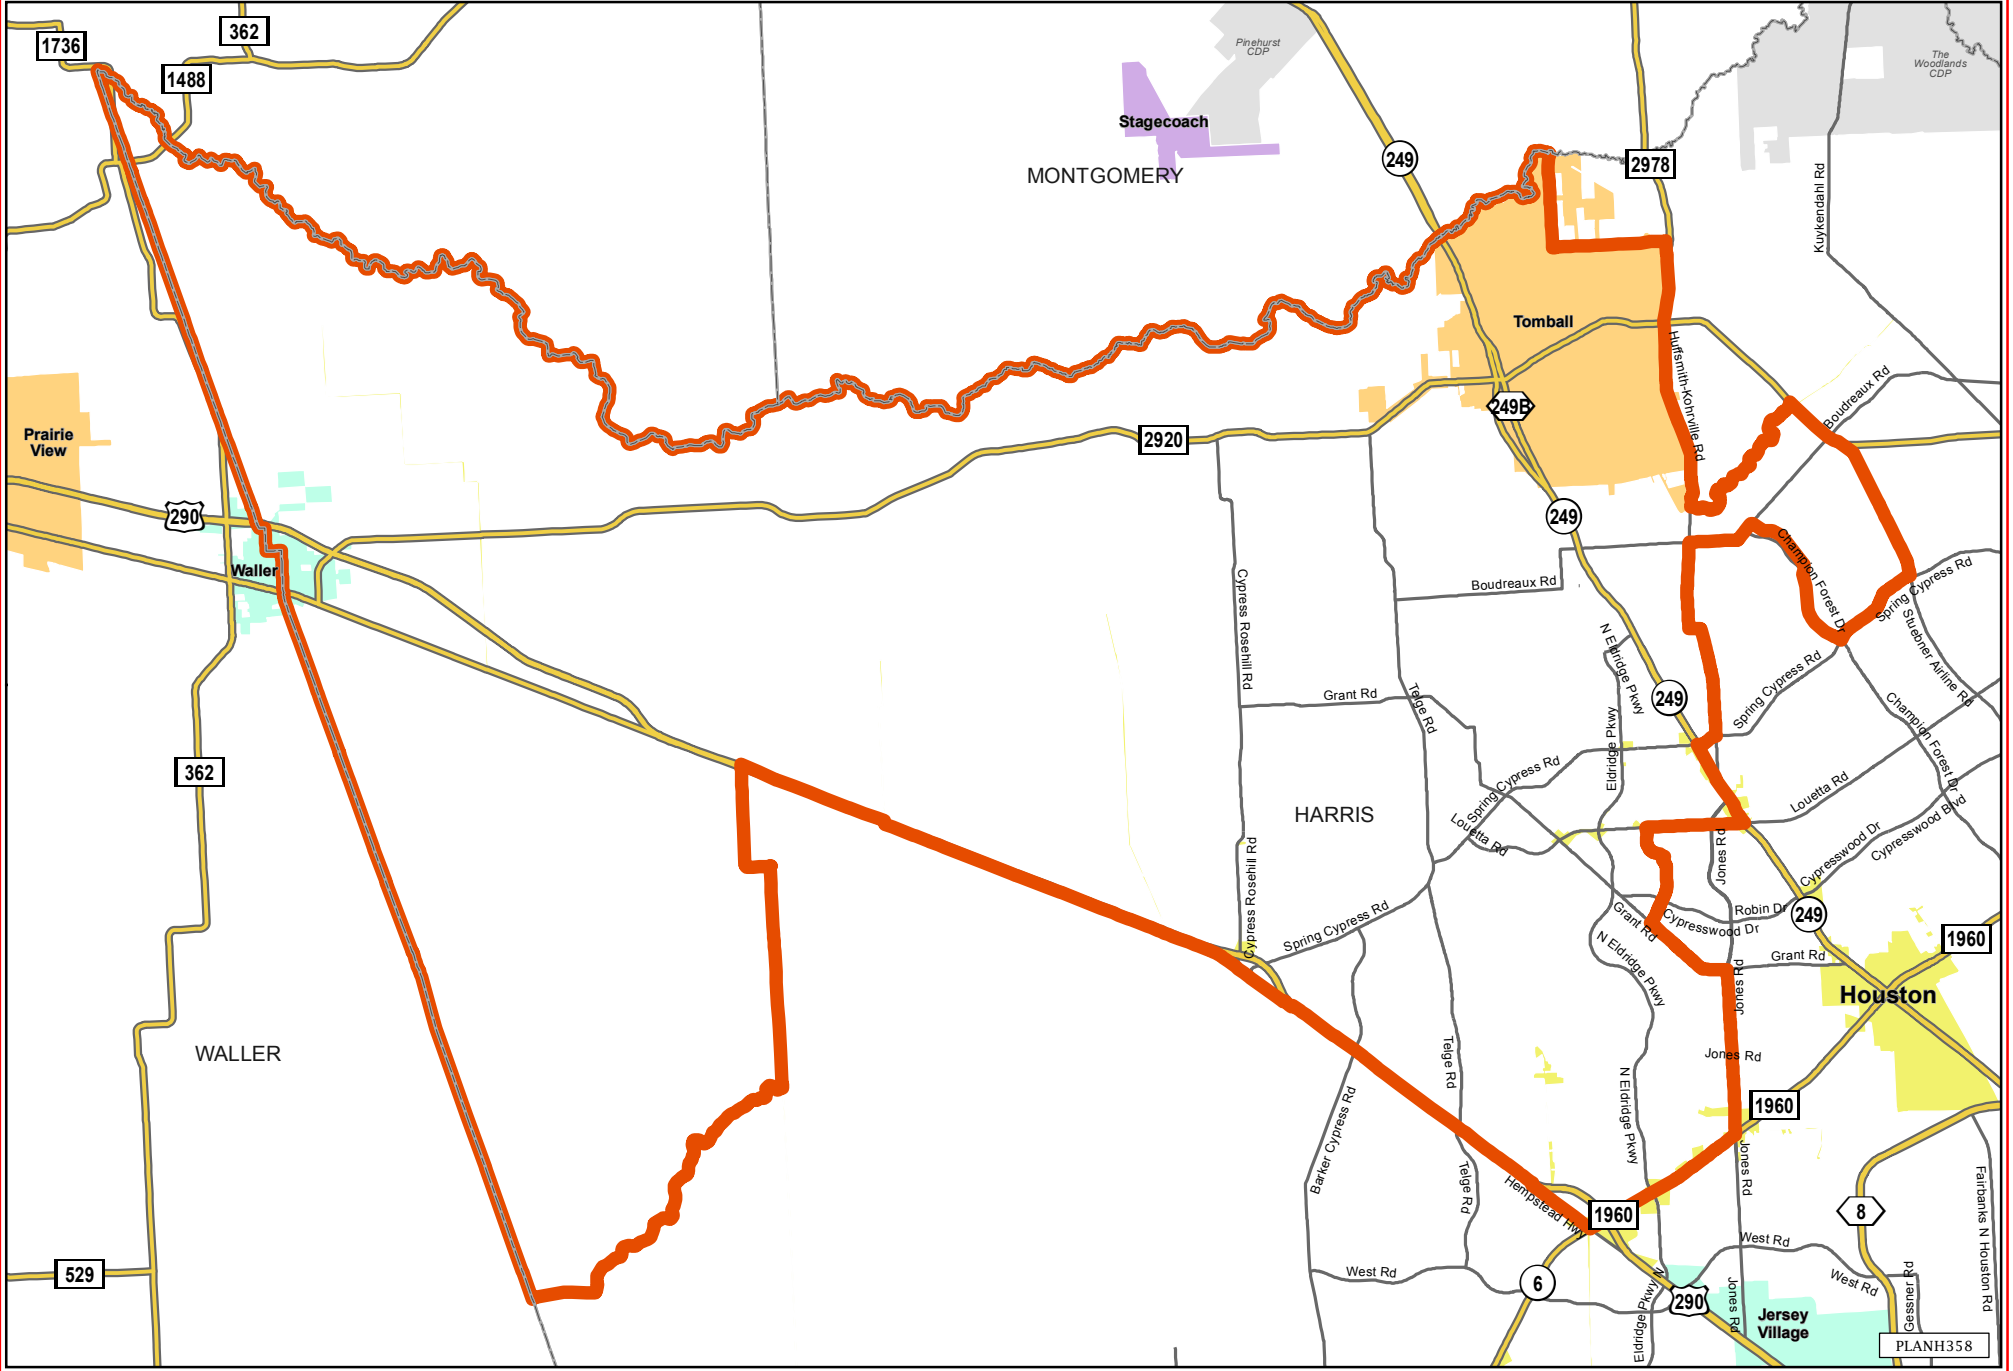 362
1736
1488
Pinehurst
CDP
The
Woodlands
CDP
Stagecoach
249
2978
MONTGOMERY
Kuykendahl Rd
Tomball
Huffsmith-Kohrville Rd
Boudreaux Rd
249B
Prairie
View
2920
290
249
Waller
Boudreaux Rd
Cypress Rosehill Rd
Champion Forest Dr
Spring Cypress Rd
Stuebner Airline Rd
N Eldridge Pkwy
Grant Rd
Telge Rd
249
Spring Cypress Rd
Champion Forest Dr
Eldridge Pkwy
362
Spring Cypress Rd
HARRIS
Louetta Rd
Louetta Rd
Cypresswood Dr
Cypresswood Blvd
Jones Rd
Cypress Rosehill Rd
Spring Cypress Rd
Grant Rd
Robin Dr
Cypresswood Dr
249
1960
N Eldridge Pkwy
Grant Rd
Jones Rd
Houston
WALLER
Telge Rd
Jones Rd
1960
N Eldridge Pkwy
Barker Cypress Rd
Telge Rd
Jones Rd
Hempstead Hwy
1960
8
Fairbanks N Houston Rd
West Rd
529
West Rd
6
West Rd
Eldridge Pkwy N
290
Jones Rd
Gessner Rd
Jersey
Village
PLANH358